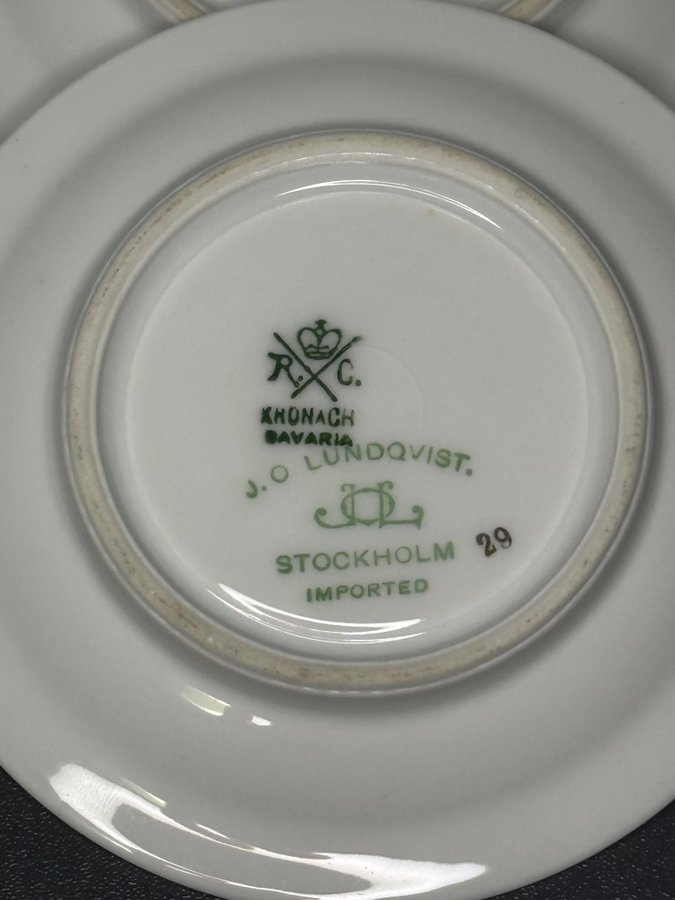 R. C.
KRONACH
BAVARIA
J. O LUNDQVIST.
JOL
STOCKHOLM
IMPORTED
29